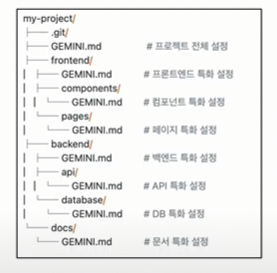 my-project/
├── .git/
├── GEMINI.md # 프로젝트 전체 설정
├── frontend/
│ ├── GEMINI.md # 프론트엔드 특화 설정
│ ├── components/
│ │ └── GEMINI.md # 컴포넌트 특화 설정
│ └── pages/
│ └── GEMINI.md # 페이지 특화 설정
├── backend/
│ ├── GEMINI.md # 백엔드 특화 설정
│ ├── api/
│ │ └── GEMINI.md # API 특화 설정
│ └── database/
│ └── GEMINI.md # DB 특화 설정
└── docs/
└── GEMINI.md # 문서 특화 설정